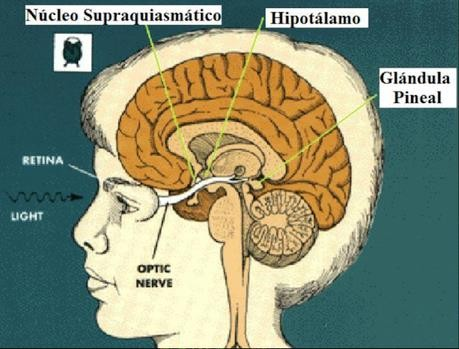 Núcleo Supraquiasmático
Hipotálamo
Glándula
Pineal
RETINA
LIGHT
OPTIC
NERVE